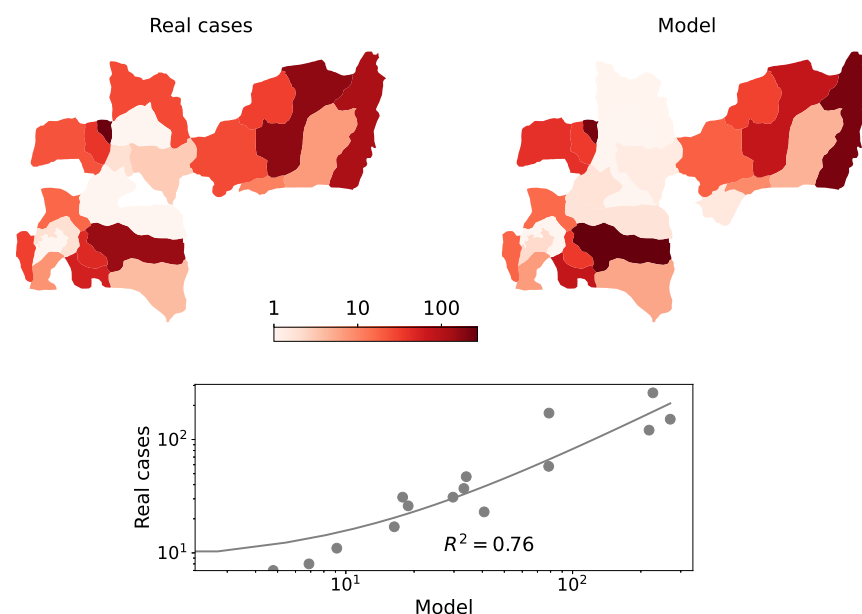 Real cases
Model
1 10 100
Real cases
10²
10¹
R² = 0.76
10¹ 10²
Model